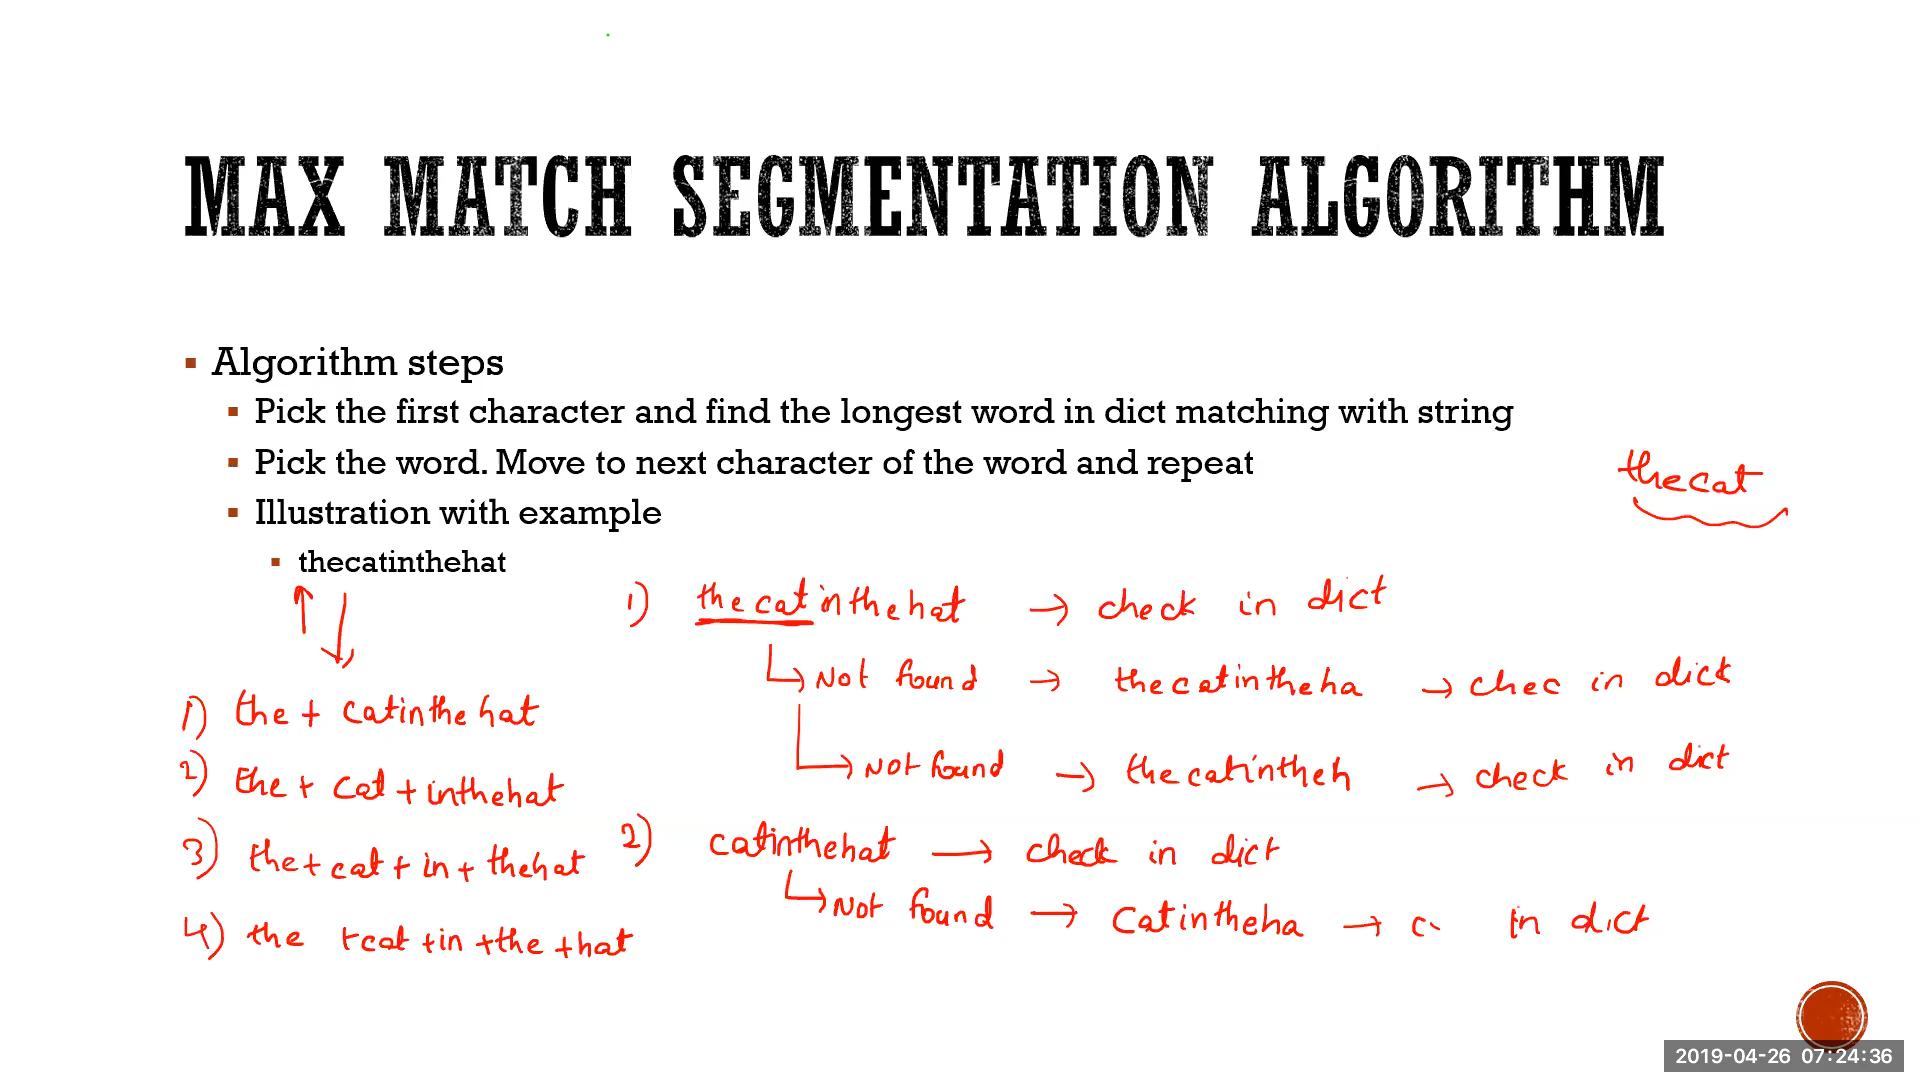 MAX MATCH SEGMENTATION ALGORITHM
▪ Algorithm steps
▪ Pick the first character and find the longest word in dict matching with string
▪ Pick the word. Move to next character of the word and repeat
▪ Illustration with example
▪ thecatinthehat
thecat
1) the + catinthehat
2) the + cat + inthehat
3) the + cat + in + thehat
4) the + cat + in + the + hat
1) thecatinthehat → check in dict
Not found → thecatintheha → chec in dict
Not found → thecatintheh → check in dict
2) catinthehat → check in dict
Not found → catintheha → c in dict
2019-04-26 07:24:36